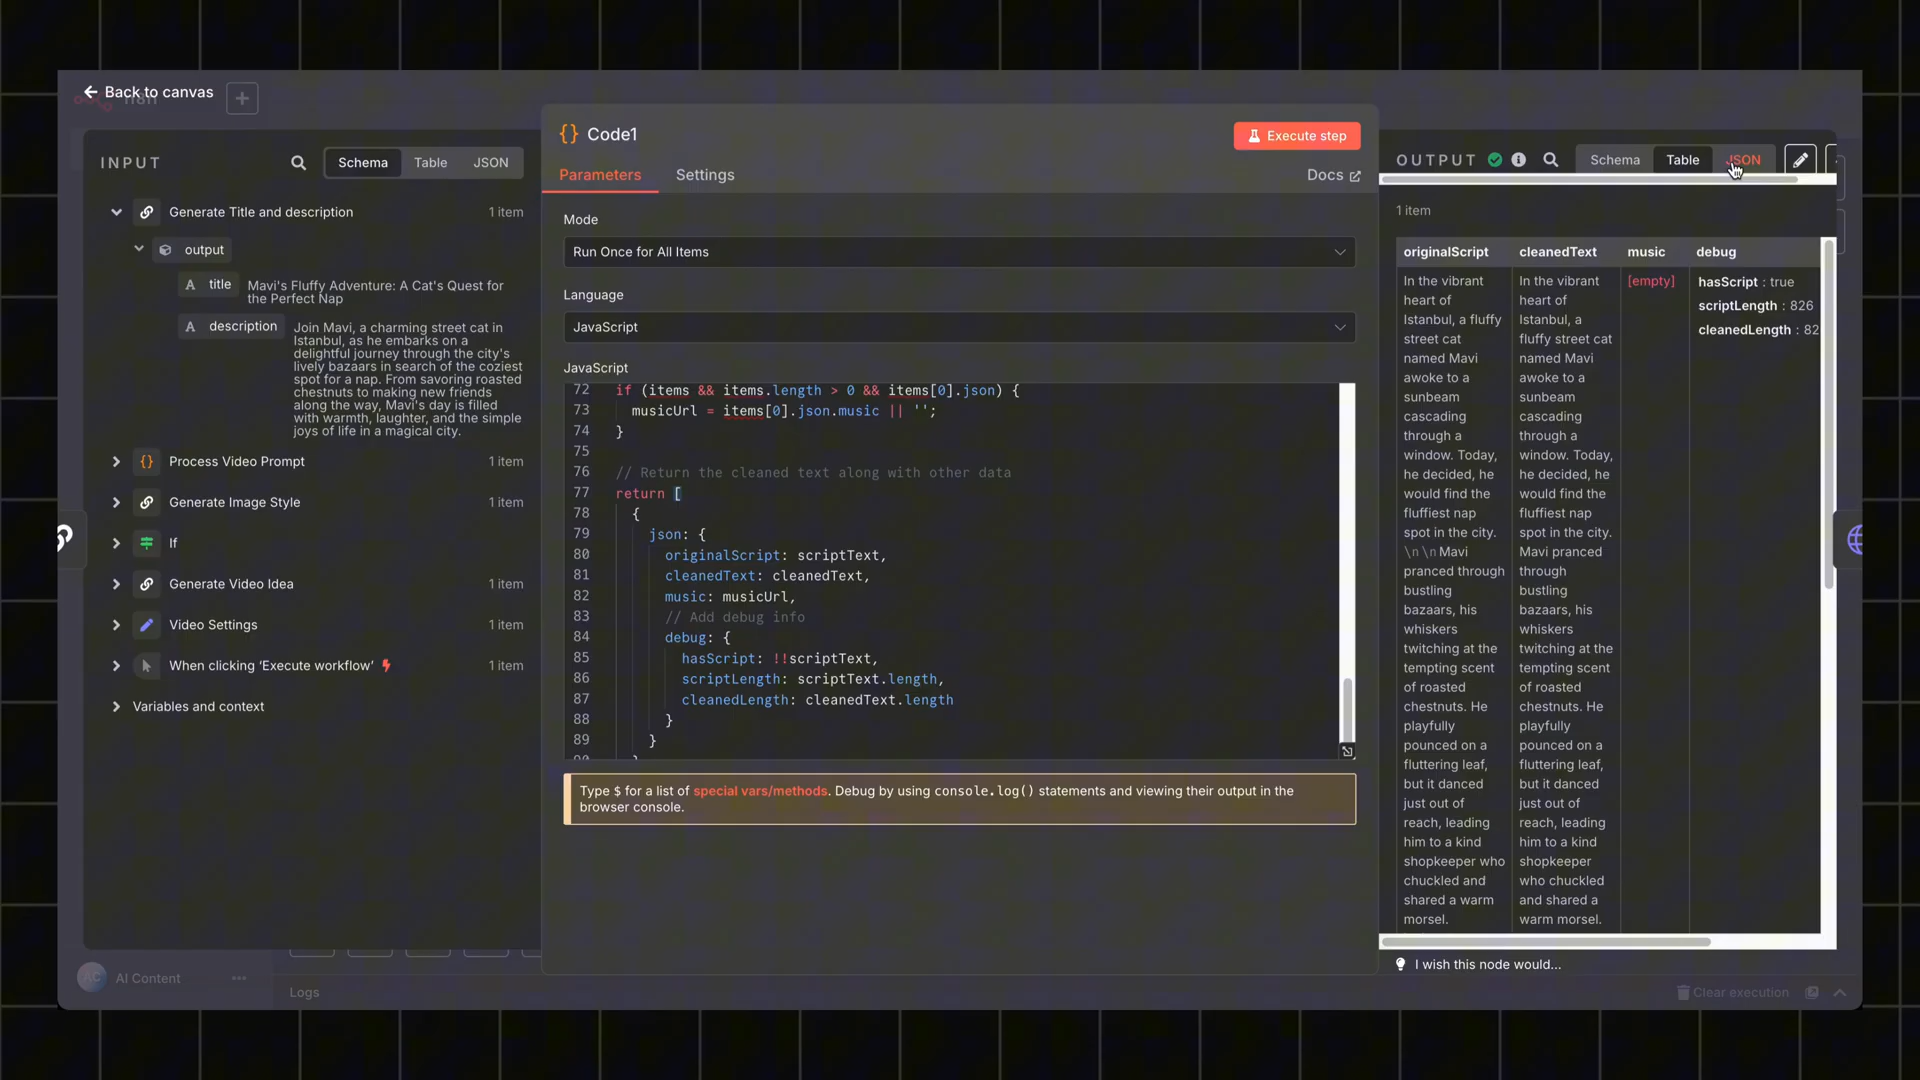 Back to canvas
n8n
INPUT
Schema
Table
JSON
Generate Title and description
1 item
output
A title
Mavi's Fluffy Adventure: A Cat's Quest for
the Perfect Nap
A description
Join Mavi, a charming street cat in
Istanbul, as he embarks on a
delightful journey through the city's
lively bazaars in search of the coziest
spot for a nap. From savoring roasted
chestnuts to making new friends
along the way, Mavi's day is filled
with warmth, laughter, and the simple
joys of life in a magical city.
Process Video Prompt
1 item
Generate Image Style
1 item
If
1 item
Generate Video Idea
1 item
Video Settings
1 item
When clicking ‘Execute workflow’
1 item
Variables and context
{} Code1
Execute step
Parameters
Settings
Docs
Mode
Run Once for All Items
Language
JavaScript
JavaScript
72 if (items && items.length > 0 && items[0].json) {
73 musicUrl = items[0].json.music || '';
74 }
75
76 // Return the cleaned text along with other data
77 return [
78 {
79 json: {
80 originalScript: scriptText,
81 cleanedText: cleanedText,
82 music: musicUrl,
83 // Add debug info
84 debug: {
85 hasScript: !!scriptText,
86 scriptLength: scriptText.length,
87 cleanedLength: cleanedText.length
88 }
89 }
90 }
Type $ for a list of special vars/methods. Debug by using console.log() statements and viewing their output in the
browser console.
OUTPUT
Schema
Table
JSON
1 item
originalScript
In the vibrant
heart of
Istanbul, a fluffy
street cat
named Mavi
awoke to a
sunbeam
cascading
through a
window. Today,
he decided, he
would find the
fluffiest nap
spot in the city.
\n\nMavi
pranced through
bustling
bazaars, his
whiskers
twitching at the
tempting scent
of roasted
chestnuts. He
playfully
pounced on a
fluttering leaf,
but it danced
just out of
reach, leading
him to a kind
shopkeeper who
chuckled and
shared a warm
morsel.
cleanedText
In the vibrant
heart of
Istanbul, a
fluffy street cat
named Mavi
awoke to a
sunbeam
cascading
through a
window. Today,
he decided, he
would find the
fluffiest nap
spot in the city.
Mavi pranced
through
bustling
bazaars, his
whiskers
twitching at the
tempting scent
of roasted
chestnuts. He
playfully
pounced on a
fluttering leaf,
but it danced
just out of
reach, leading
him to a kind
shopkeeper
who chuckled
and shared a
warm morsel.
music
[empty]
debug
hasScript : true
scriptLength : 826
cleanedLength : 82
I wish this node would...
AC
AI Content
Logs
Clear execution